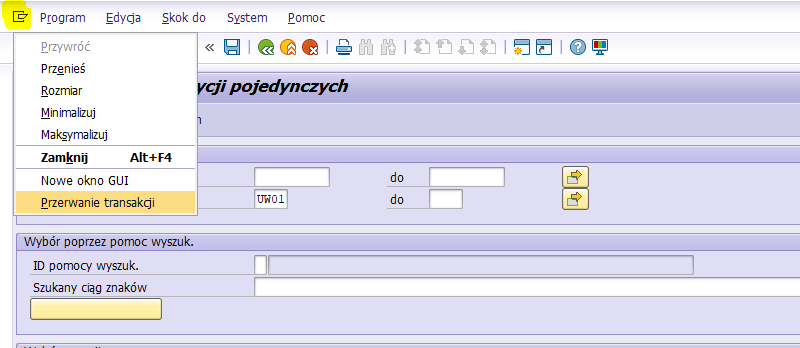 Program Edycja Skok do System Pomoc
Przywróć
Przenieś
Rozmiar
Minimalizuj
Maksymalizuj
Zamknij Alt+F4
Nowe okno GUI
Przerwanie transakcji
ycji pojedynczych
do
UW01 do
Wybór poprzez pomoc wyszuk.
ID pomocy wyszuk.
Szukany ciąg znaków